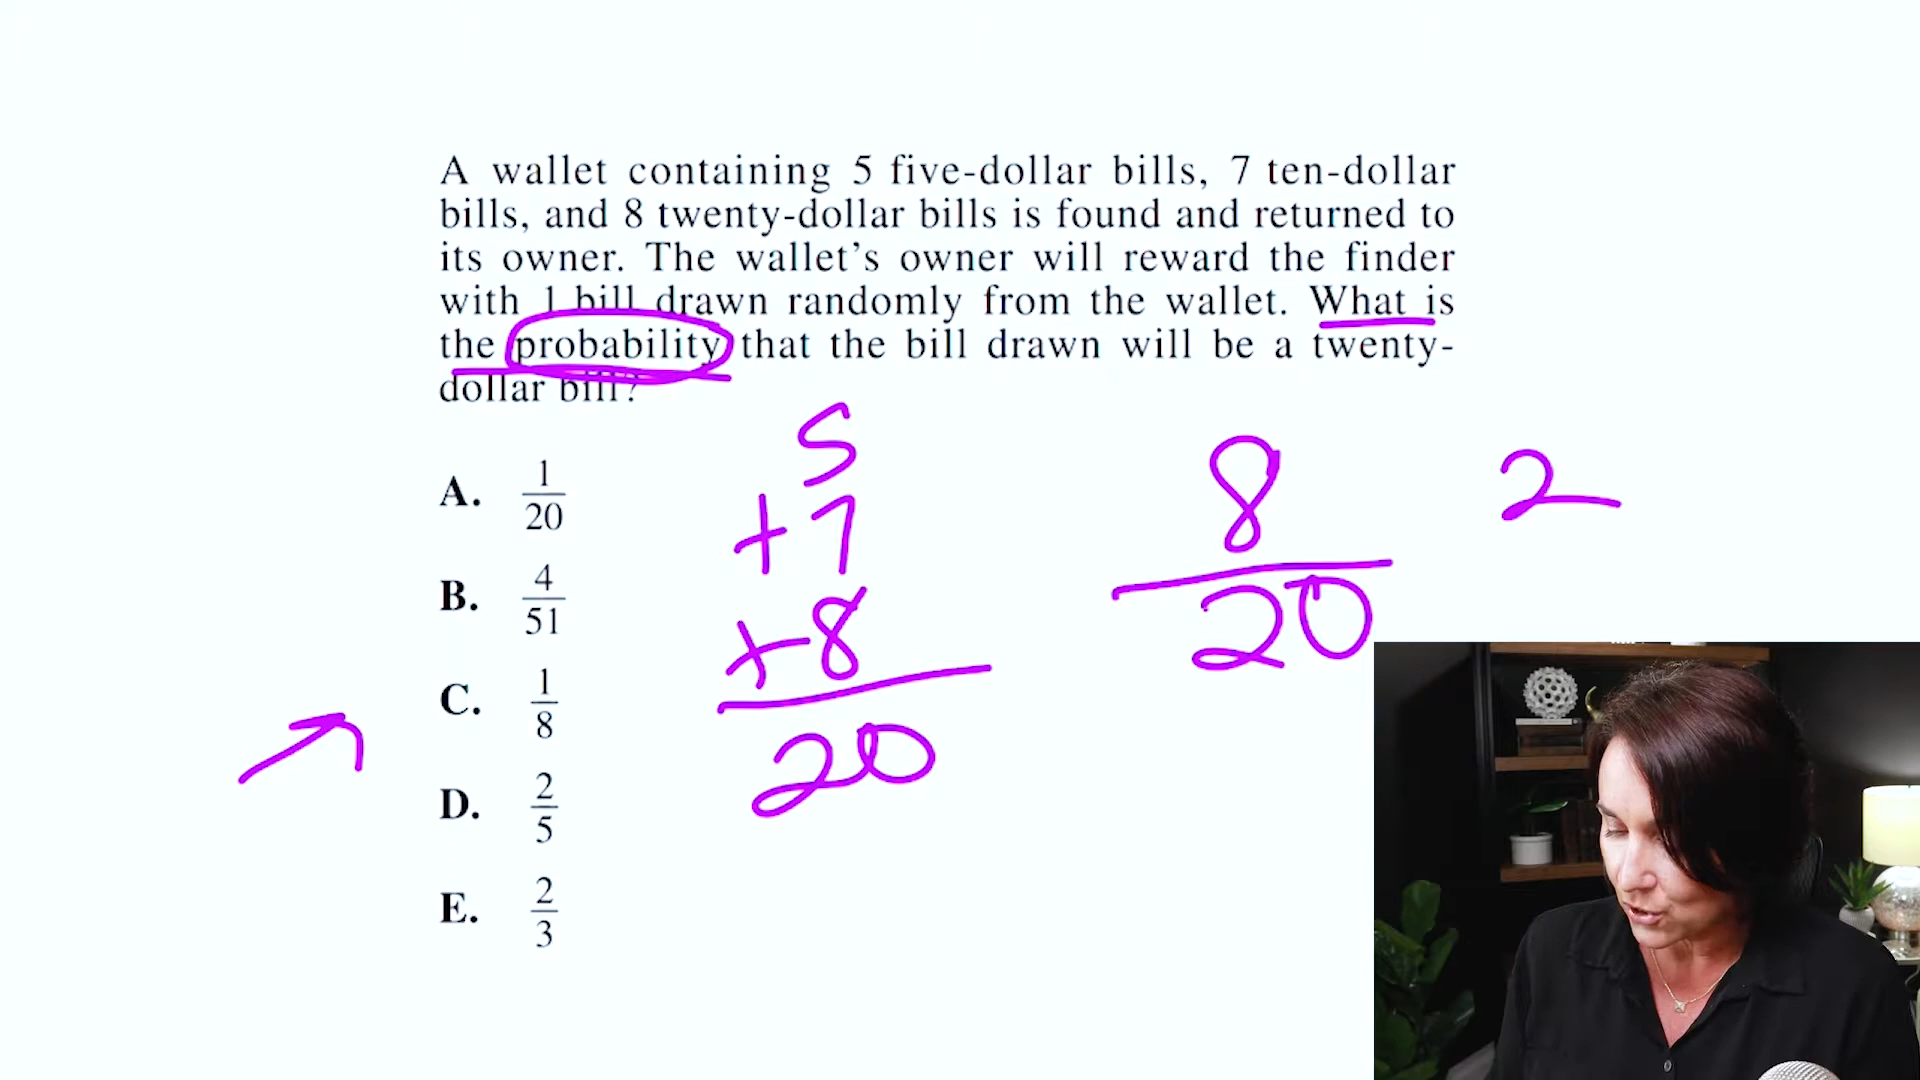 A wallet containing 5 five-dollar bills, 7 ten-dollar
bills, and 8 twenty-dollar bills is found and returned to
its owner. The wallet's owner will reward the finder
with 1 bill drawn randomly from the wallet. What is
the probability that the bill drawn will be a twenty-
dollar bill?
A. 1/20
B. 4/51
C. 1/8
D. 2/5
E. 2/3
5
+7
+8
20
8
20
2